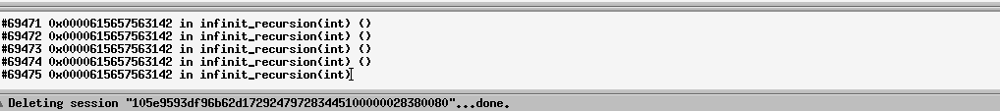 #69471 0x0000615657563142 in infinit_recursion(int) ()
#69472 0x0000615657563142 in infinit_recursion(int) ()
#69473 0x0000615657563142 in infinit_recursion(int) ()
#69474 0x0000615657563142 in infinit_recursion(int) ()
#69475 0x0000615657563142 in infinit_recursion(int)
Deleting session "105e9593df96b62d172924797283445100000028380080"...done.